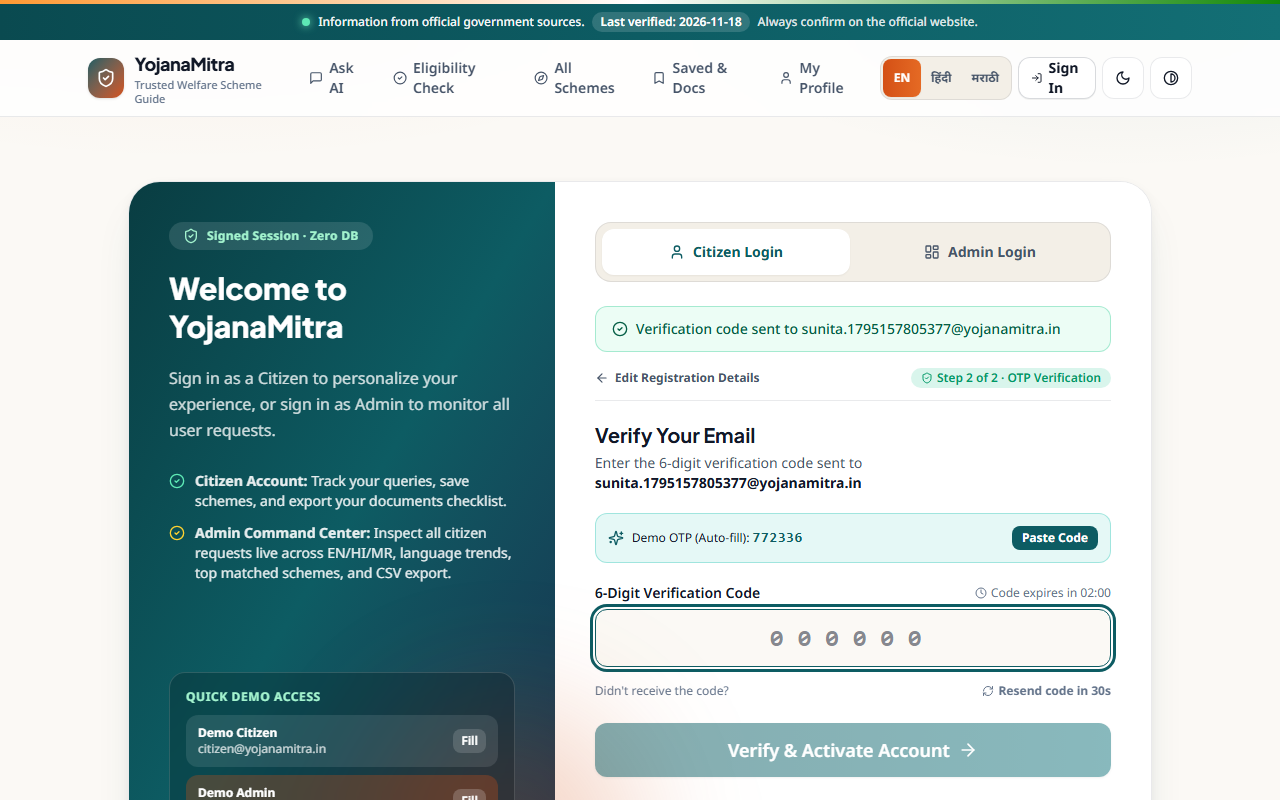 Information from official government sources. Last verified: 2026-11-18 Always confirm on the official website.
YojanaMitra
Trusted Welfare Scheme
Guide
Ask
AI
Eligibility
Check
All
Schemes
Saved &
Docs
My
Profile
EN हिंदी मराठी
Sign
In
Signed Session · Zero DB
Welcome to
YojanaMitra
Sign in as a Citizen to personalize your
experience, or sign in as Admin to monitor all
user requests.
Citizen Account: Track your queries, save
schemes, and export your documents checklist.
Admin Command Center: Inspect all citizen
requests live across EN/HI/MR, language trends,
top matched schemes, and CSV export.
QUICK DEMO ACCESS
Demo Citizen
citizen@yojanamitra.in
Fill
Demo Admin
Fill
Citizen Login
Admin Login
Verification code sent to sunita.1795157805377@yojanamitra.in
Edit Registration Details
Step 2 of 2 · OTP Verification
Verify Your Email
Enter the 6-digit verification code sent to
sunita.1795157805377@yojanamitra.in
Demo OTP (Auto-fill): 772336
Paste Code
6-Digit Verification Code
Code expires in 02:00
000000
Didn't receive the code?
Resend code in 30s
Verify & Activate Account